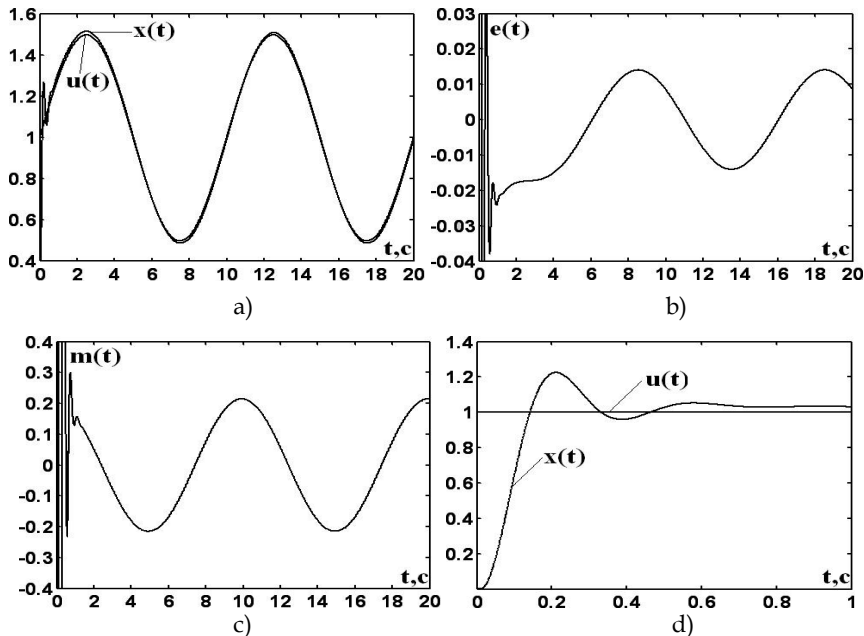 1.6
x(t)
1.4
u(t)
1.2
1
0.8
0.6
0.4
0 2 4 6 8 10 12 14 16 18 20
t,c
a)
0.03
e(t)
0.02
0.01
0
-0.01
-0.02
-0.03
-0.04
0 2 4 6 8 10 12 14 16 18 20
t,c
b)
0.4
m(t)
0.3
0.2
0.1
0
-0.1
-0.2
-0.3
-0.4
0 2 4 6 8 10 12 14 16 18 20
t,c
c)
1.4
1.2
u(t)
1
0.8
x(t)
0.6
0.4
0.2
0 0.2 0.4 0.6 0.8 1
t,c
d)